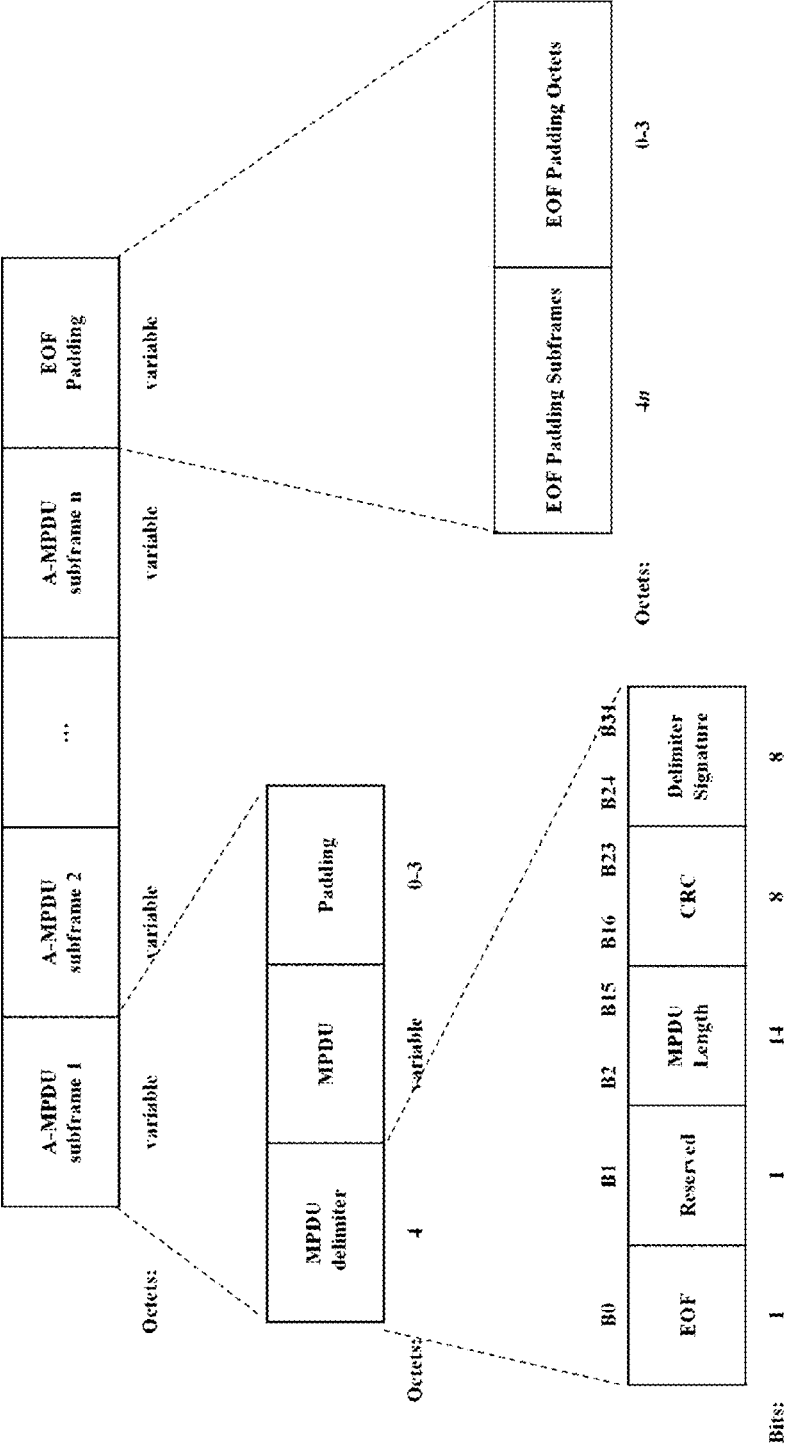 A-MPDU
subframe 1
A-MPDU
subframe 2
...
A-MPDU
subframe n
EOF
Padding
Octets:
variable
variable
variable
variable
MPDU
delimiter
MPDU
Padding
Octets:
4
variable
0-3
EOF Padding Subframes
EOF Padding Octets
Octets:
4n
0-3
B0
B1
B2
B15
B16
B23
B24
B31
EOF
Reserved
MPDU
Length
CRC
Delimiter
Signature
Bits:
1
1
14
8
8